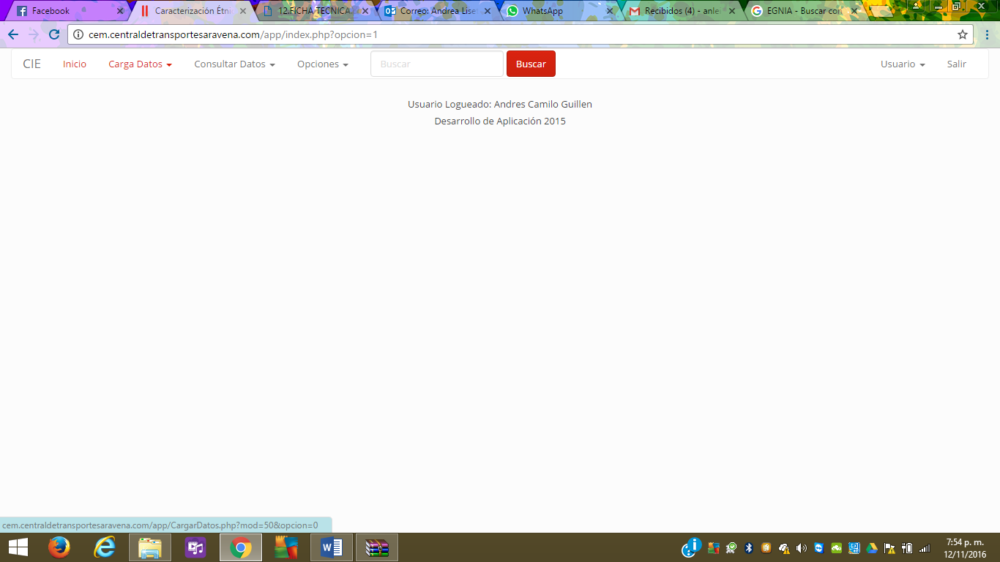 Facebook
Caracterización Étni
12.FICHA TECNICA.
Correo: Andrea Lise
WhatsApp
Recibidos (4) - anle
EGNIA - Buscar con
cem.centraldetransportesaravena.com/app/index.php?opcion=1
CIE Inicio Carga Datos Consultar Datos Opciones Buscar Buscar Usuario Salir
Usuario Logueado: Andres Camilo Guillen
Desarrollo de Aplicación 2015
cem.centraldetransportesaravena.com/app/CargarDatos.php?mod=50&opcion=0
7:54 p. m.
12/11/2016